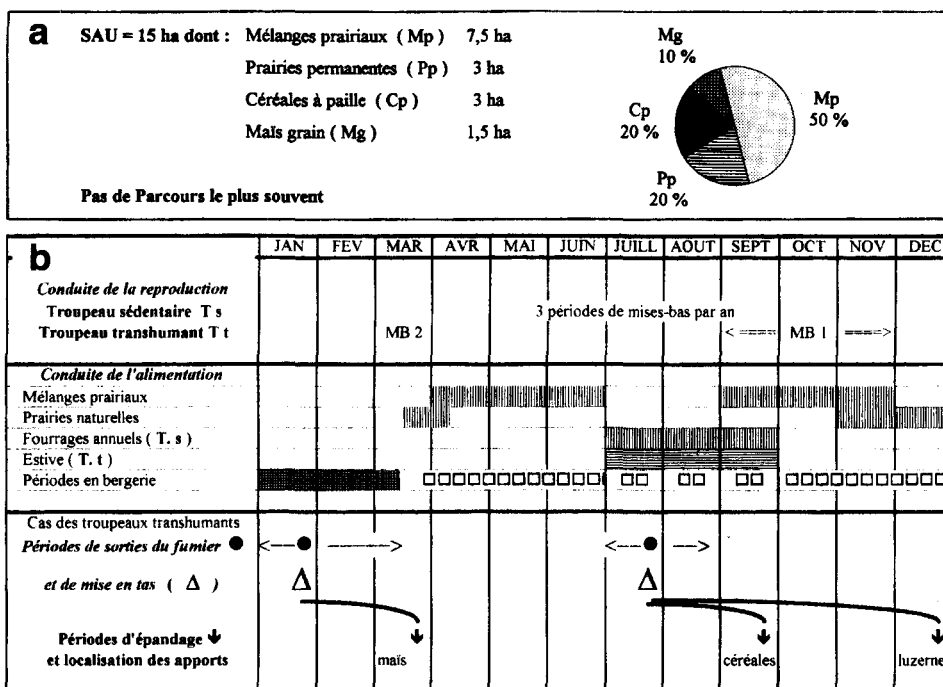 a
SAU = 15 ha dont : Mélanges prairiaux ( Mp ) 7,5 ha
Prairies permanentes ( Pp ) 3 ha
Céréales à paille ( Cp ) 3 ha
Maïs grain ( Mg ) 1,5 ha
Pas de Parcours le plus souvent
Mg
10 %
Mp
50 %
Cp
20 %
Pp
20 %
b
JAN FEV MAR AVR MAI JUIN JUILL AOUT SEPT OCT NOV DEC
Conduite de la reproduction
Troupeau sédentaire T s 3 périodes de mises-bas par an
Troupeau transhumant T t MB 2 MB 1
Conduite de l'alimentation
Mélanges prairiaux
Prairies naturelles
Fourrages annuels ( T. s )
Estive ( T. t )
Périodes en bergerie
Cas des troupeaux transhumants
Périodes de sorties du fumier ●
et de mise en tas ( Δ ) Δ Δ
Périodes d'épandage
et localisation des apports maïs céréales luzerne